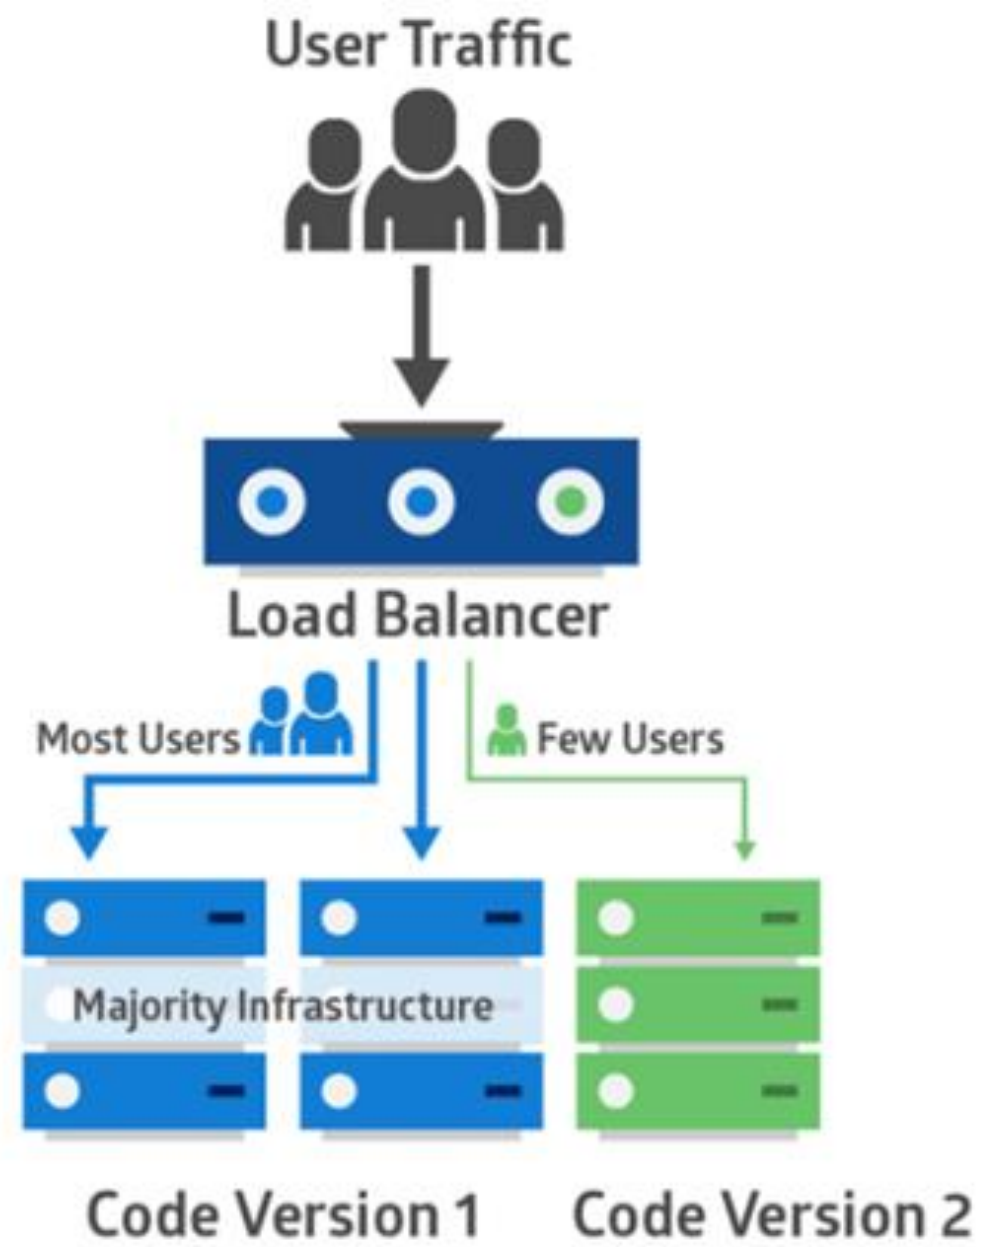 User Traffic
Load Balancer
Most Users
Few Users
Majority Infrastructure
Code Version 1
Code Version 2